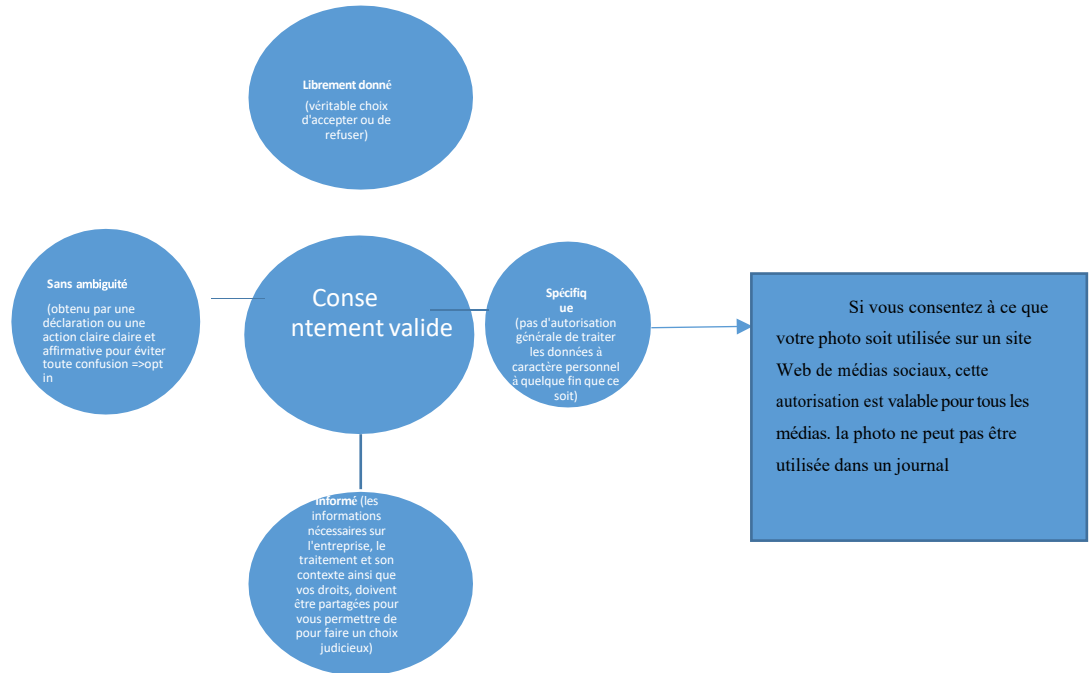 Librement donné
(véritable choix
d'accepter ou de
refuser)
Sans ambiguité
(obtenu par une
déclaration ou une
action claire claire et
affirmative pour éviter
toute confusion =>opt
in
Conse
ntement valide
Spécifiq
ue
(pas d'autorisation
générale de traiter
les données à
caractère personnel
à quelque fin que ce
soit)
Si vous consentez à ce que
votre photo soit utilisée sur un site
Web de médias sociaux, cette
autorisation est valable pour tous les
médias. la photo ne peut pas être
utilisée dans un journal
Informé (les
informations
nécessaires sur
l'entreprise, le
traitement et son
contexte ainsi que
vos droits, doivent
être partagées pour
vous permettre de
pour faire un choix
judicieux)